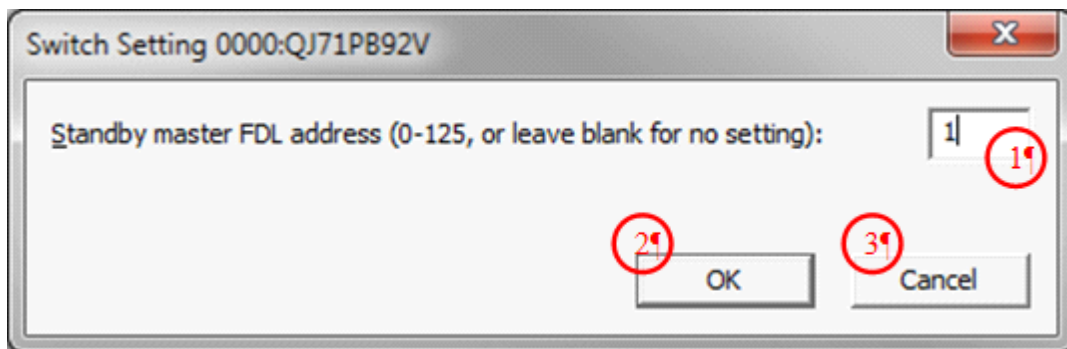 Switch Setting 0000:QJ71PB92V
Standby master FDL address (0-125, or leave blank for no setting): 1
1¶
2¶ 3¶
OK Cancel